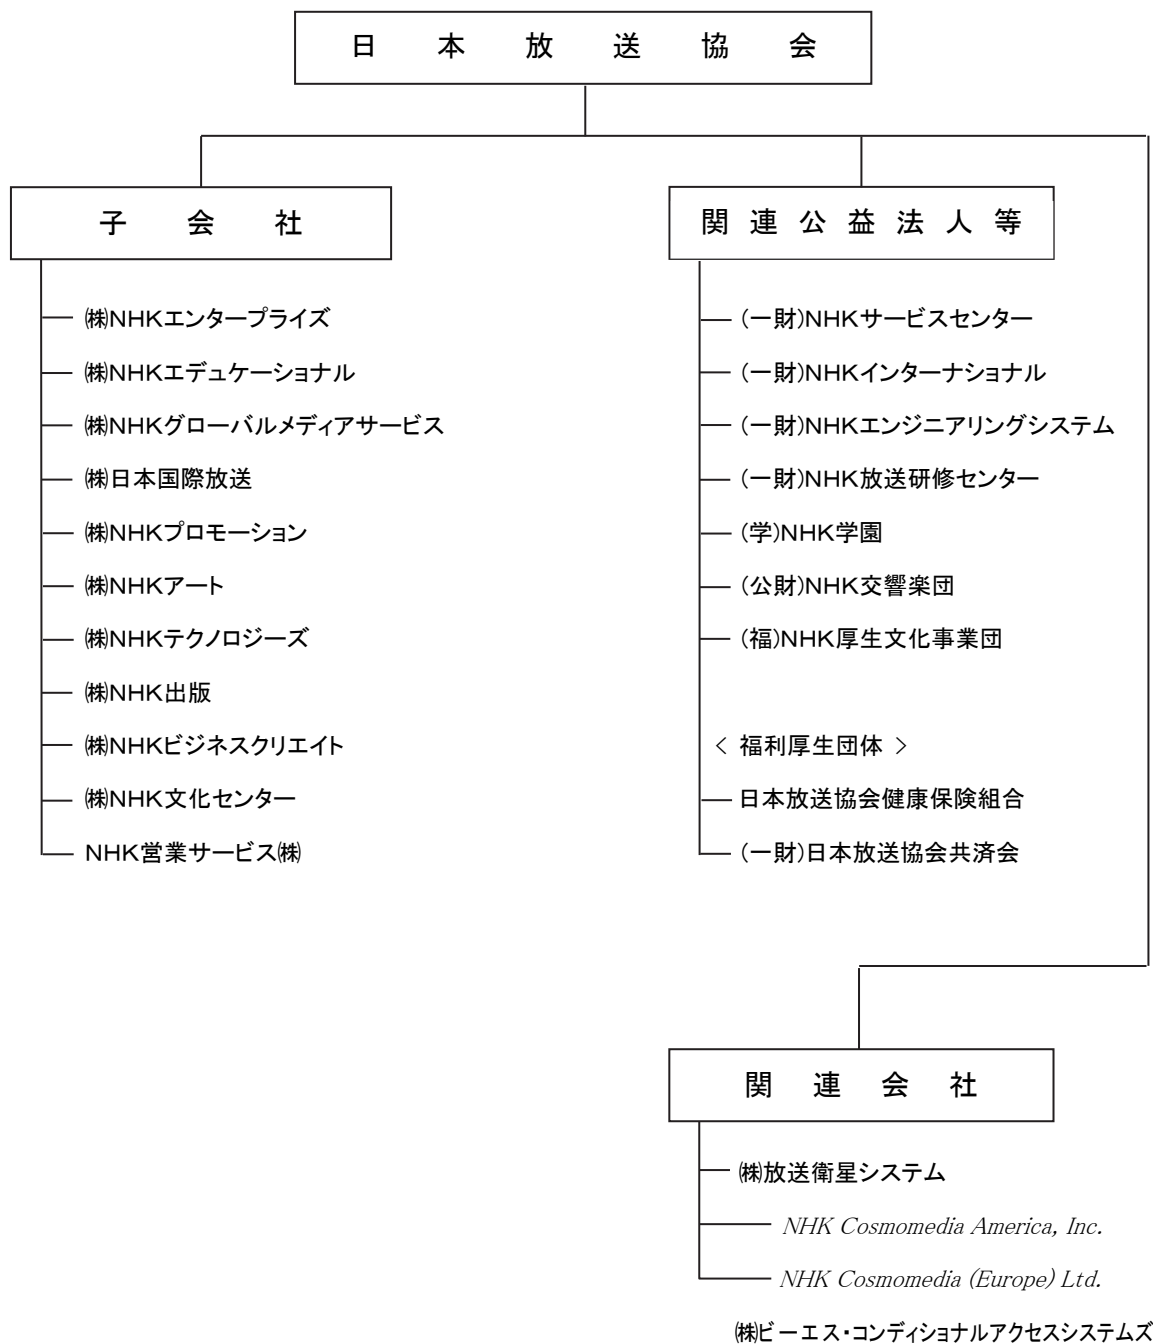 日本放送協会
子会社
㈱NHKエンタープライズ
㈱NHKエデュケーショナル
㈱NHKグローバルメディアサービス
㈱日本国際放送
㈱NHKプロモーション
㈱NHKアート
㈱NHKテクノロジーズ
㈱NHK出版
㈱NHKビジネスクリエイト
㈱NHK文化センター
NHK営業サービス㈱
関連公益法人等
(一財)NHKサービスセンター
(一財)NHKインターナショナル
(一財)NHKエンジニアリングシステム
(一財)NHK放送研修センター
(学)NHK学園
(公財)NHK交響楽団
(福)NHK厚生文化事業団
< 福利厚生団体 >
日本放送協会健康保険組合
(一財)日本放送協会共済会
関連会社
㈱放送衛星システム
NHK Cosmomedia America, Inc.
NHK Cosmomedia (Europe) Ltd.
㈱ビーエス・コンディショナルアクセスシステムズ